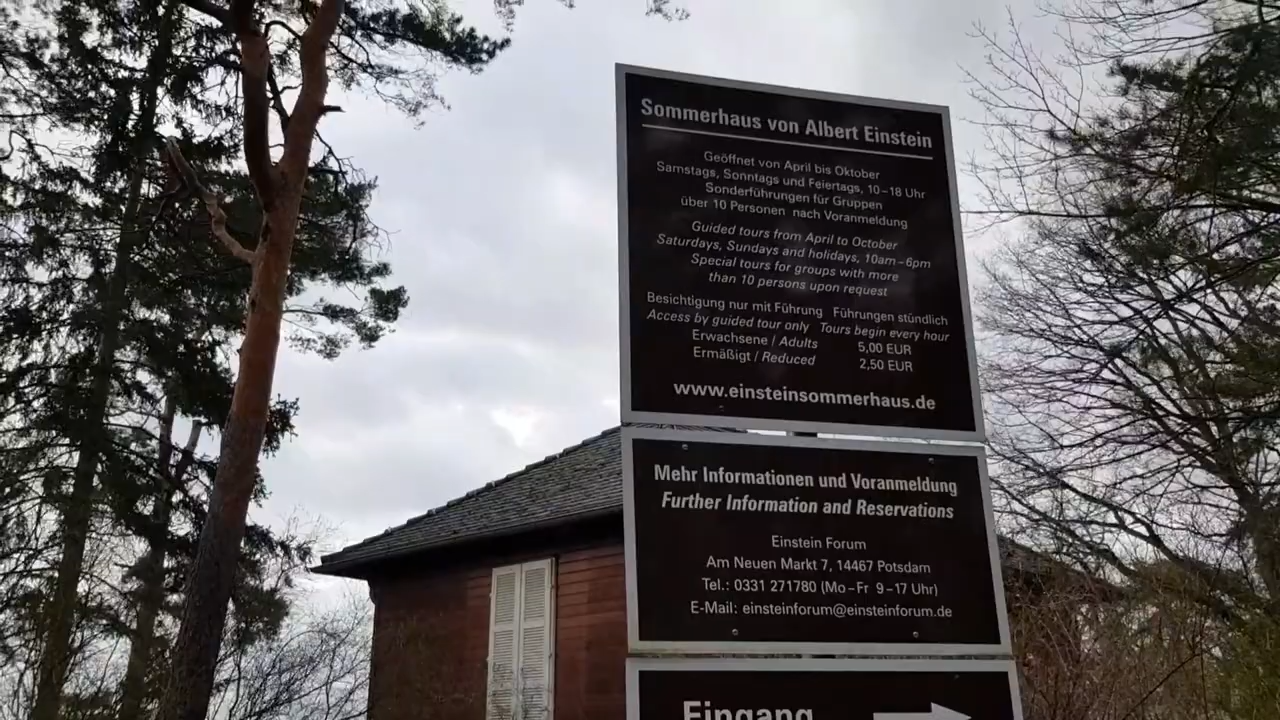 Sommerhaus von Albert Einstein
Geöffnet von April bis Oktober
Samstags, Sonntags und Feiertags, 10–18 Uhr
Sonderführungen für Gruppen
über 10 Personen nach Voranmeldung
Guided tours from April to October
Saturdays, Sundays and holidays, 10am–6pm
Special tours for groups with more
than 10 persons upon request
Besichtigung nur mit Führung Führungen stündlich
Access by guided tour only Tours begin every hour
Erwachsene / Adults 5,00 EUR
Ermäßigt / Reduced 2,50 EUR
www.einsteinsommerhaus.de
Mehr Informationen und Voranmeldung
Further Information and Reservations
Einstein Forum
Am Neuen Markt 7, 14467 Potsdam
Tel.: 0331 271780 (Mo–Fr 9–17 Uhr)
E-Mail: einsteinforum@einsteinforum.de
Eingang